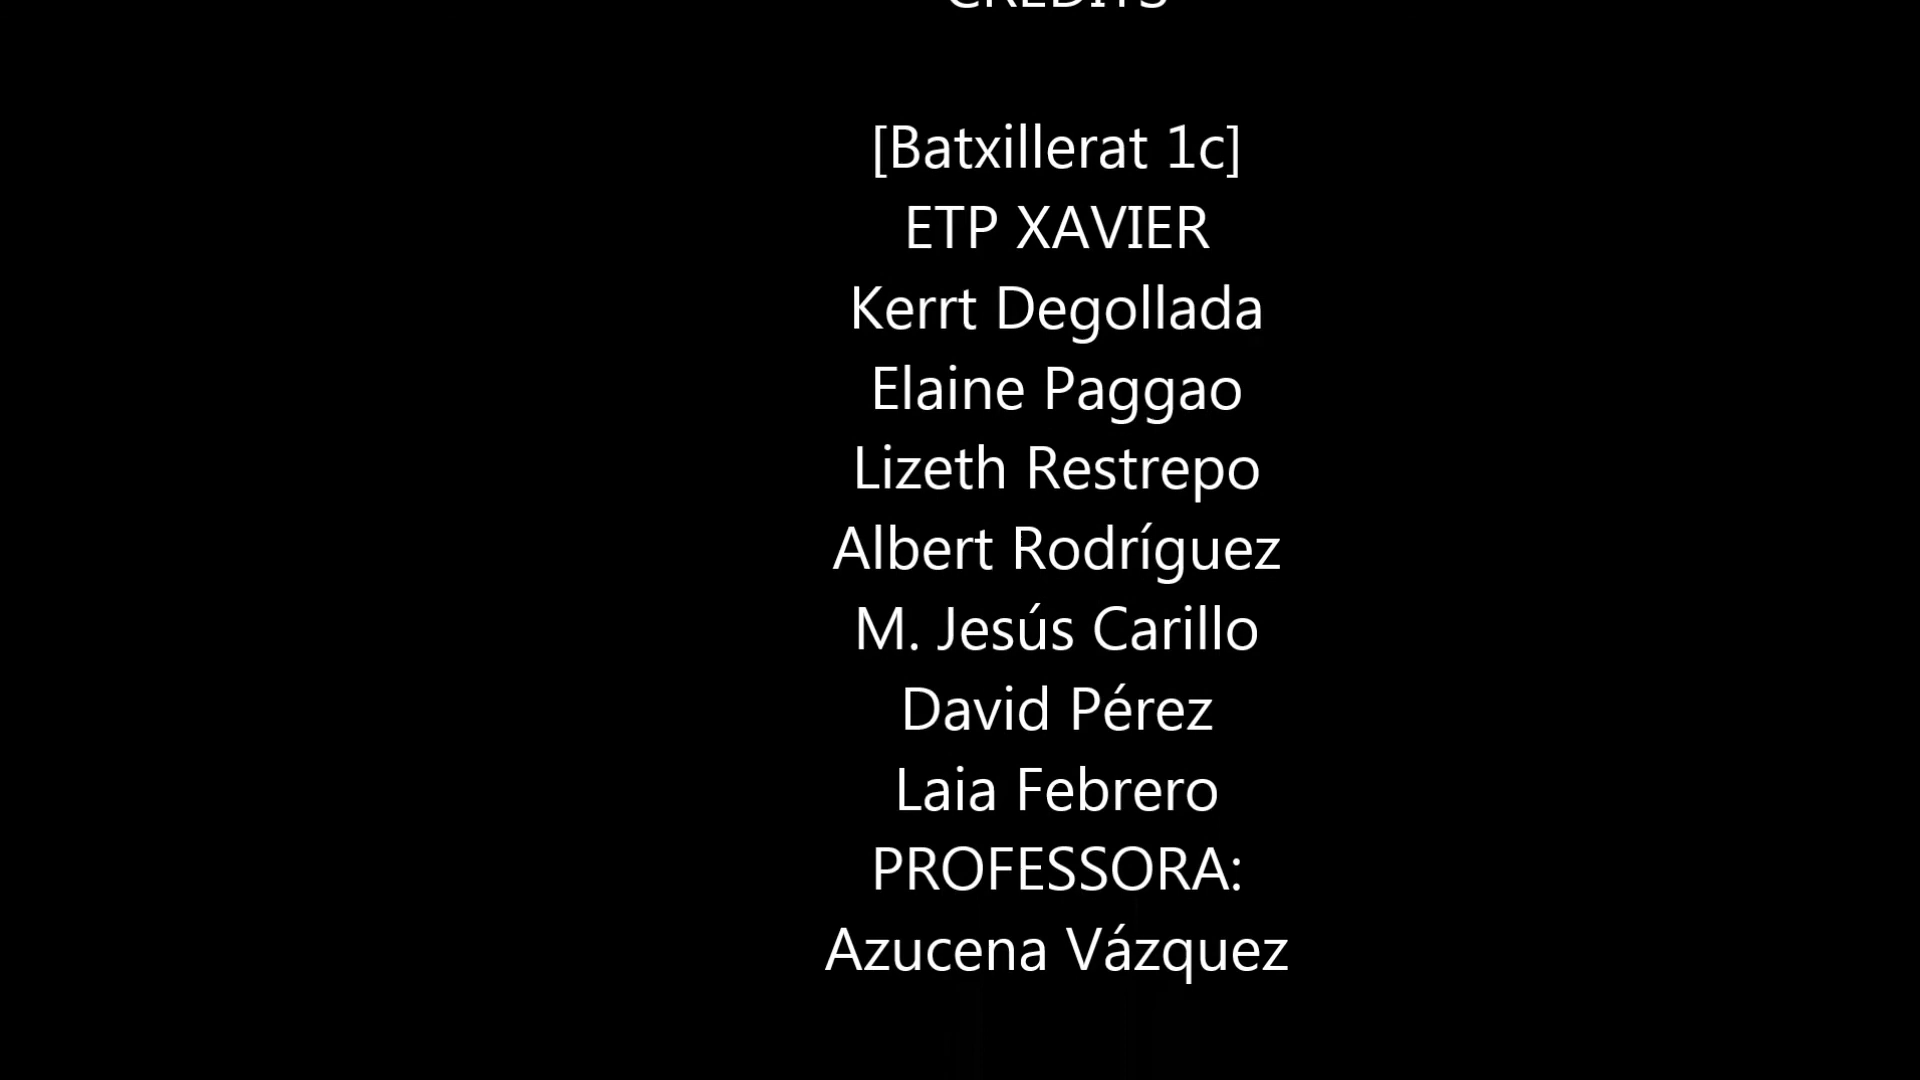 CREDITS
[Batxillerat 1c]
ETP XAVIER
Kerrt Degollada
Elaine Paggao
Lizeth Restrepo
Albert Rodríguez
M. Jesús Carillo
David Pérez
Laia Febrero
PROFESSORA:
Azucena Vázquez